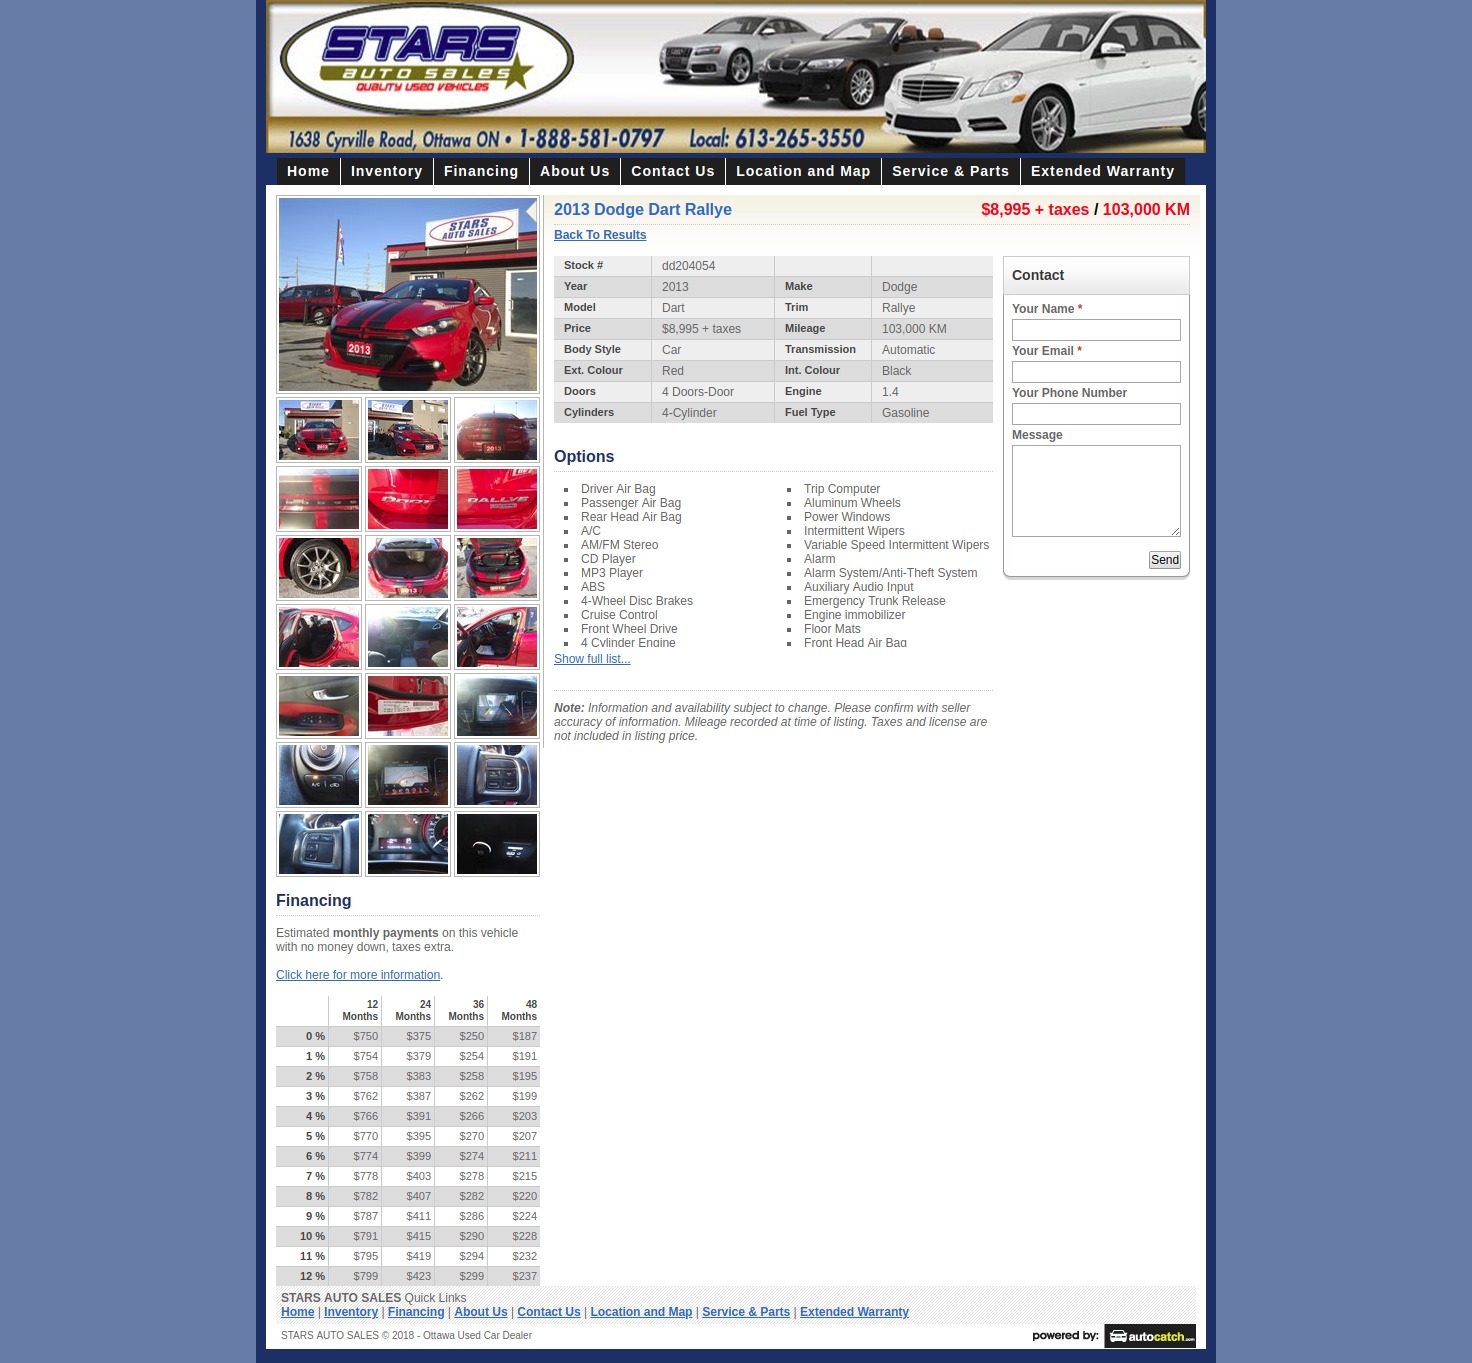 STARS
AUTO SALES
QUALITY USED VEHICLES
1638 Cyrville Road, Ottawa ON • 1-888-581-0797 Local: 613-265-3550
Home Inventory Financing About Us Contact Us Location and Map Service & Parts Extended Warranty
STARS
AUTO SALES
2013
2013 Dodge Dart Rallye
$8,995 + taxes / 103,000 KM
Back To Results
Stock # dd204054
Year 2013 Make Dodge
Model Dart Trim Rallye
Price $8,995 + taxes Mileage 103,000 KM
Body Style Car Transmission Automatic
Ext. Colour Red Int. Colour Black
Doors 4 Doors-Door Engine 1.4
Cylinders 4-Cylinder Fuel Type Gasoline
Options
Driver Air Bag
Passenger Air Bag
Rear Head Air Bag
A/C
AM/FM Stereo
CD Player
MP3 Player
ABS
4-Wheel Disc Brakes
Cruise Control
Front Wheel Drive
4 Cylinder Engine
Trip Computer
Aluminum Wheels
Power Windows
Intermittent Wipers
Variable Speed Intermittent Wipers
Alarm
Alarm System/Anti-Theft System
Auxiliary Audio Input
Emergency Trunk Release
Engine immobilizer
Floor Mats
Front Head Air Bag
Show full list...
Note: Information and availability subject to change. Please confirm with seller
accuracy of information. Mileage recorded at time of listing. Taxes and license are
not included in listing price.
Contact
Your Name *
Your Email *
Your Phone Number
Message
Send
Financing
Estimated monthly payments on this vehicle
with no money down, taxes extra.
Click here for more information.
12 24 36 48
Months Months Months Months
0 % $750 $375 $250 $187
1 % $754 $379 $254 $191
2 % $758 $383 $258 $195
3 % $762 $387 $262 $199
4 % $766 $391 $266 $203
5 % $770 $395 $270 $207
6 % $774 $399 $274 $211
7 % $778 $403 $278 $215
8 % $782 $407 $282 $220
9 % $787 $411 $286 $224
10 % $791 $415 $290 $228
11 % $795 $419 $294 $232
12 % $799 $423 $299 $237
STARS AUTO SALES Quick Links
Home | Inventory | Financing | About Us | Contact Us | Location and Map | Service & Parts | Extended Warranty
STARS AUTO SALES © 2018 - Ottawa Used Car Dealer
powered by: autocatch.com